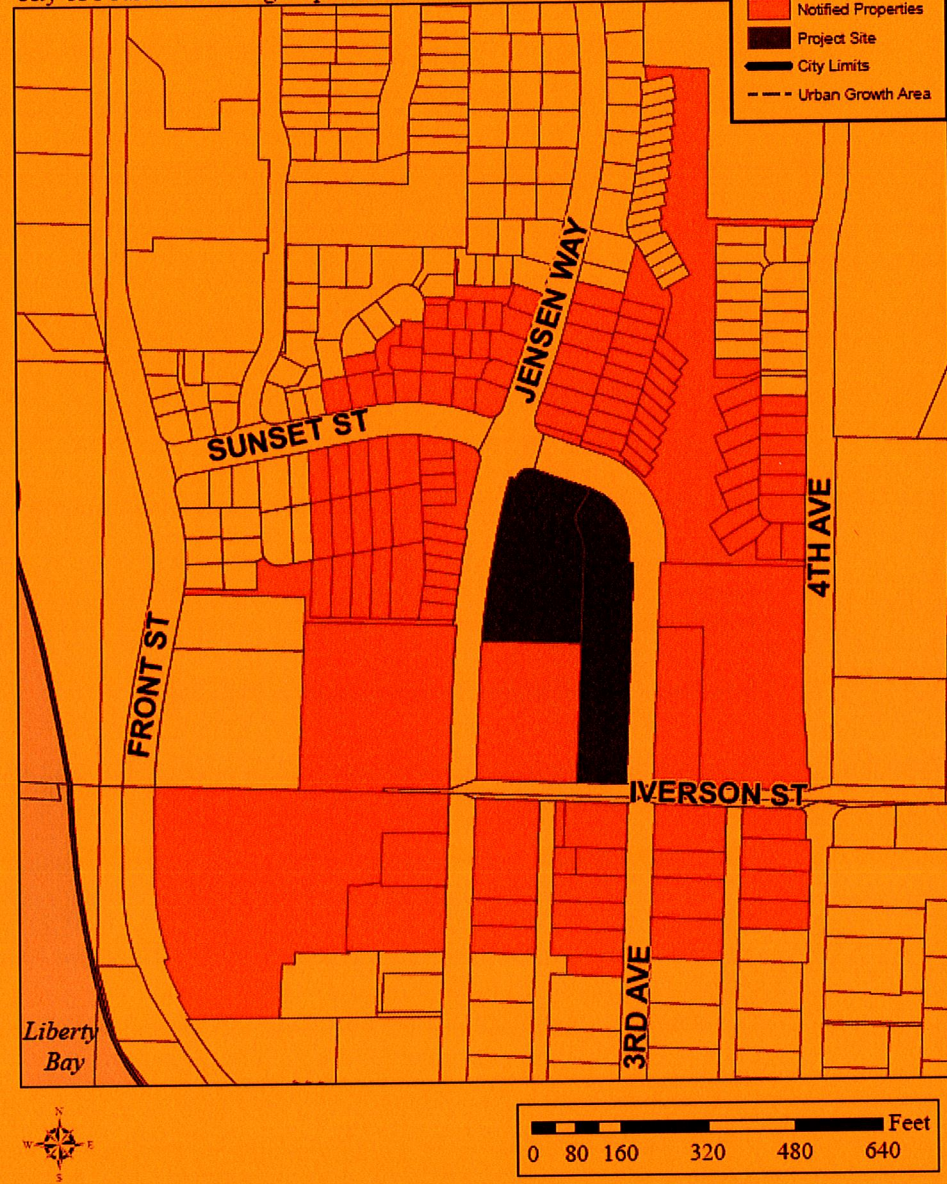 Notified Properties
Project Site
City Limits
Urban Growth Area
JENSEN WAY
SUNSET ST
4TH AVE
FRONT ST
IVERSON ST
3RD AVE
Liberty
Bay
N
W E
S
Feet
0 80 160 320 480 640